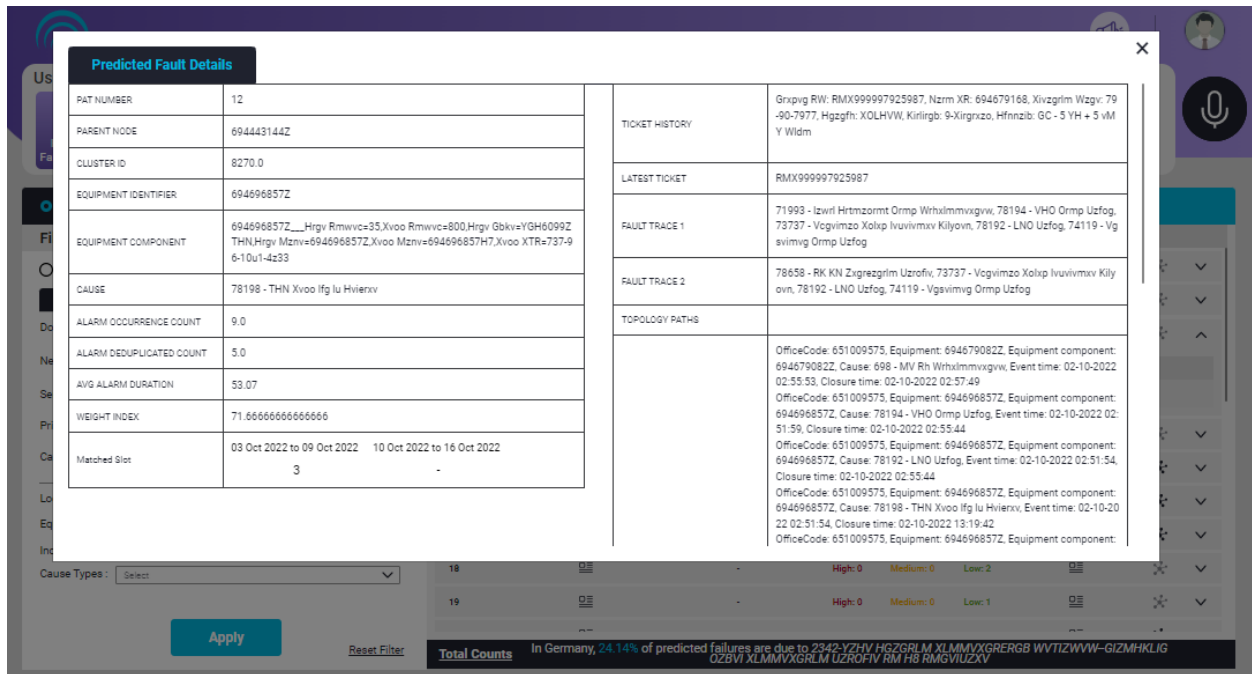 Us
Predicted Fault Details
PAT NUMBER
12
PARENT NODE
694443144Z
CLUSTER ID
8270.0
EQUIPMENT IDENTIFIER
694696857Z
EQUIPMENT COMPONENT
694696857Z___Hrgv Rmwvc=35,Xvoo Rmwvc=800,Hrgv Gbkv=YGH6099Z
THN,Hrgv Mznv=694696857Z,Xvoo Mznv=694696857H7,Xvoo XTR=737-9
6-10u1-4z33
CAUSE
78198 - THN Xvoo Ifg lu Hvierxv
ALARM OCCURRENCE COUNT
9.0
ALARM DEDUPLICATED COUNT
5.0
AVG ALARM DURATION
53.07
WEIGHT INDEX
71.66666666666666
Matched Slot
03 Oct 2022 to 09 Oct 2022 10 Oct 2022 to 16 Oct 2022
3 -
TICKET HISTORY
Grxpvg RW: RMX999997925987, Nzrm XR: 694679168, Xivzgrlm Wzgv: 79
-90-7977, Hgzgfh: XOLHVW, Kirlirgb: 9-Xirgrxzo, Hfnnzib: GC - 5 YH + 5 vM
Y Wldm
LATEST TICKET
RMX999997925987
FAULT TRACE 1
71993 - Izwrl Hrtmzormt Ormp Wrhxlmmvxgvw, 78194 - VHO Ormp Uzfog,
73737 - Vcgvimzo Xolxp Ivuvivmxv Kilyovn, 78192 - LNO Uzfog, 74119 - Vg
svimvg Ormp Uzfog
FAULT TRACE 2
78658 - RK KN Zxgrezgrlm Uzrofiv, 73737 - Vcgvimzo Xolxp Ivuvivmxv Kily
ovn, 78192 - LNO Uzfog, 74119 - Vgsvimvg Ormp Uzfog
TOPOLOGY PATHS
OfficeCode: 651009575, Equipment: 694679082Z, Equipment component:
694679082Z, Cause: 698 - MV Rh Wrhxlmmvxgvw, Event time: 02-10-2022
02:55:53, Closure time: 02-10-2022 02:57:49
OfficeCode: 651009575, Equipment: 694696857Z, Equipment component:
694696857Z, Cause: 78194 - VHO Ormp Uzfog, Event time: 02-10-2022 02:
51:59, Closure time: 02-10-2022 02:55:44
OfficeCode: 651009575, Equipment: 694696857Z, Equipment component:
694696857Z, Cause: 78192 - LNO Uzfog, Event time: 02-10-2022 02:51:54,
Closure time: 02-10-2022 02:55:44
OfficeCode: 651009575, Equipment: 694696857Z, Equipment component:
694696857Z, Cause: 78198 - THN Xvoo Ifg lu Hvierxv, Event time: 02-10-20
22 02:51:54, Closure time: 02-10-2022 13:19:42
OfficeCode: 651009575, Equipment: 694696857Z, Equipment component:
Fa
Fi
Do
Ne
Se
Pri
Ca
Lo
Eq
Inc
Cause Types : Select
Apply
Reset Filter
18 - High: 0 Medium: 0 Low: 2
19 - High: 0 Medium: 0 Low: 1
Total Counts
In Germany, 24.14% of predicted failures are due to 2342-YZHV HGZGRLM XLMMVXGRERGB WVTIZWVW--GIZMHKLIG
OZBVI XLMMVXGRLM UZROFIV RM H8 RMGVIUZXV